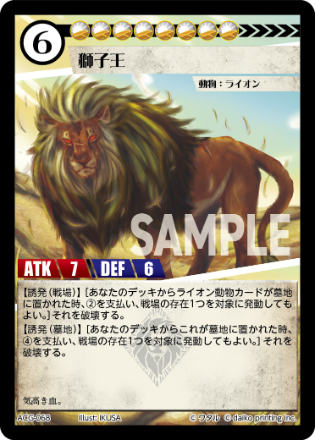 6
獅子王
動物：ライオン
SAMPLE
ATK 7 DEF 6
【誘発（戦場）】[あなたのデッキからライオン動物カードが墓地
に置かれた時、②を支払い、戦場の存在1つを対象に発動しても
よい。]それを破壊する。
【誘発（墓地）】[あなたのデッキからこれが墓地に置かれた時、
④を支払い、戦場の存在1つを対象に発動してもよい。]それを破
壊する。
気高き血。
ACG-068 Illust: IKUSA © ワタル © daiko printing inc.